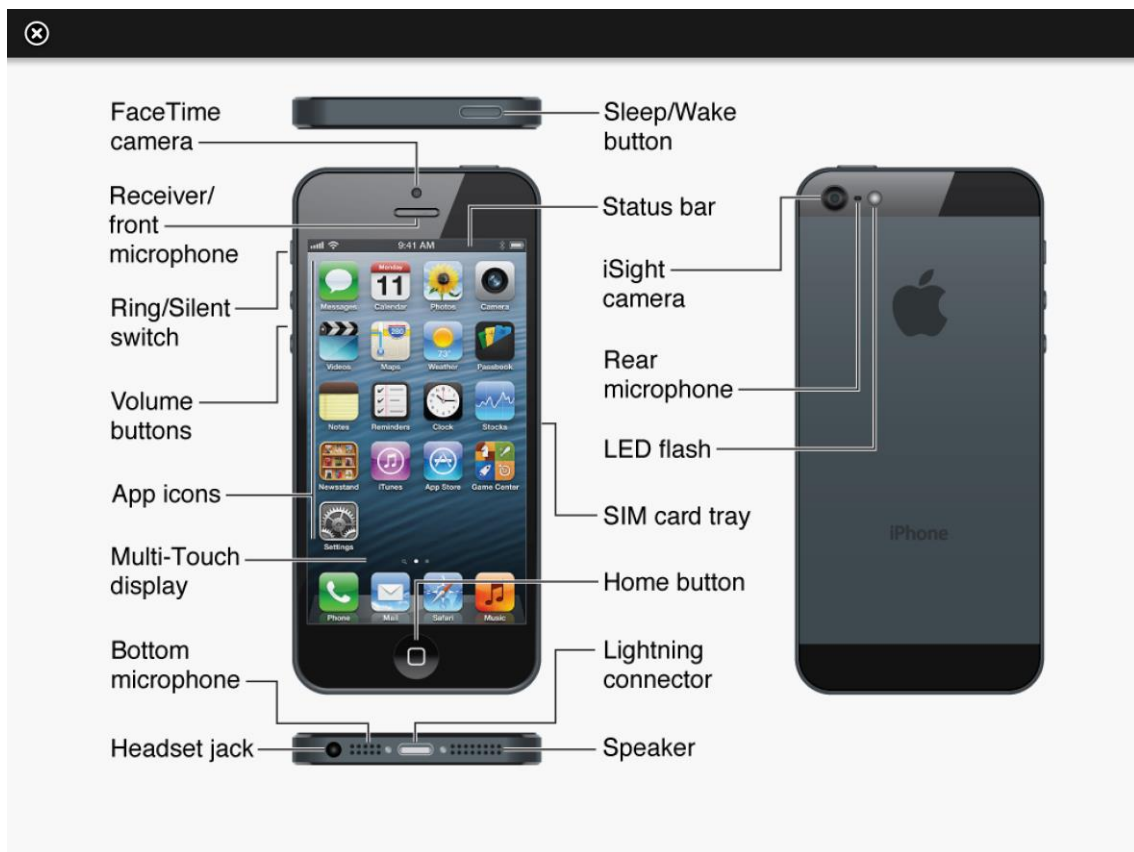 FaceTime
camera
Receiver/
front
microphone
Ring/Silent
switch
Volume
buttons
App icons
Multi-Touch
display
Bottom
microphone
Headset jack
9:41 AM
Monday
11
Messages Calendar Photos Camera
280
73°
Videos Maps Weather Passbook
Notes Reminders Clock Stocks
Newsstand iTunes App Store Game Center
Settings
Phone Mail Safari Music
Sleep/Wake
button
Status bar
iSight
camera
Rear
microphone
LED flash
SIM card tray
Home button
Lightning
connector
Speaker
iPhone